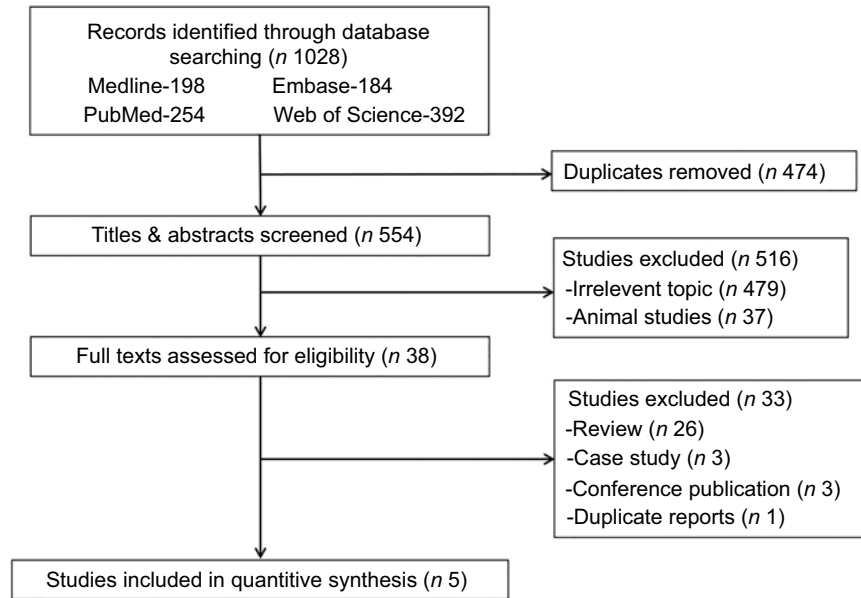 Records identified through database
searching (n 1028)
Medline-198 Embase-184
PubMed-254 Web of Science-392
Duplicates removed (n 474)
Titles & abstracts screened (n 554)
Studies excluded (n 516)
-Irrelevent topic (n 479)
-Animal studies (n 37)
Full texts assessed for eligibility (n 38)
Studies excluded (n 33)
-Review (n 26)
-Case study (n 3)
-Conference publication (n 3)
-Duplicate reports (n 1)
Studies included in quantitive synthesis (n 5)